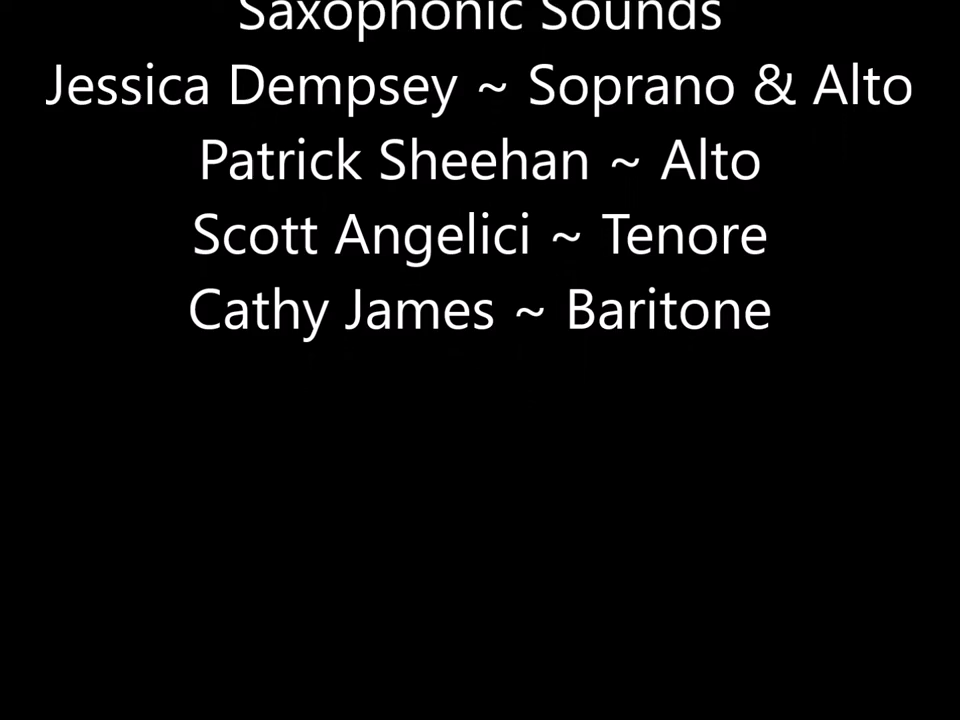 Saxophonic Sounds
Jessica Dempsey ~ Soprano & Alto
Patrick Sheehan ~ Alto
Scott Angelici ~ Tenore
Cathy James ~ Baritone